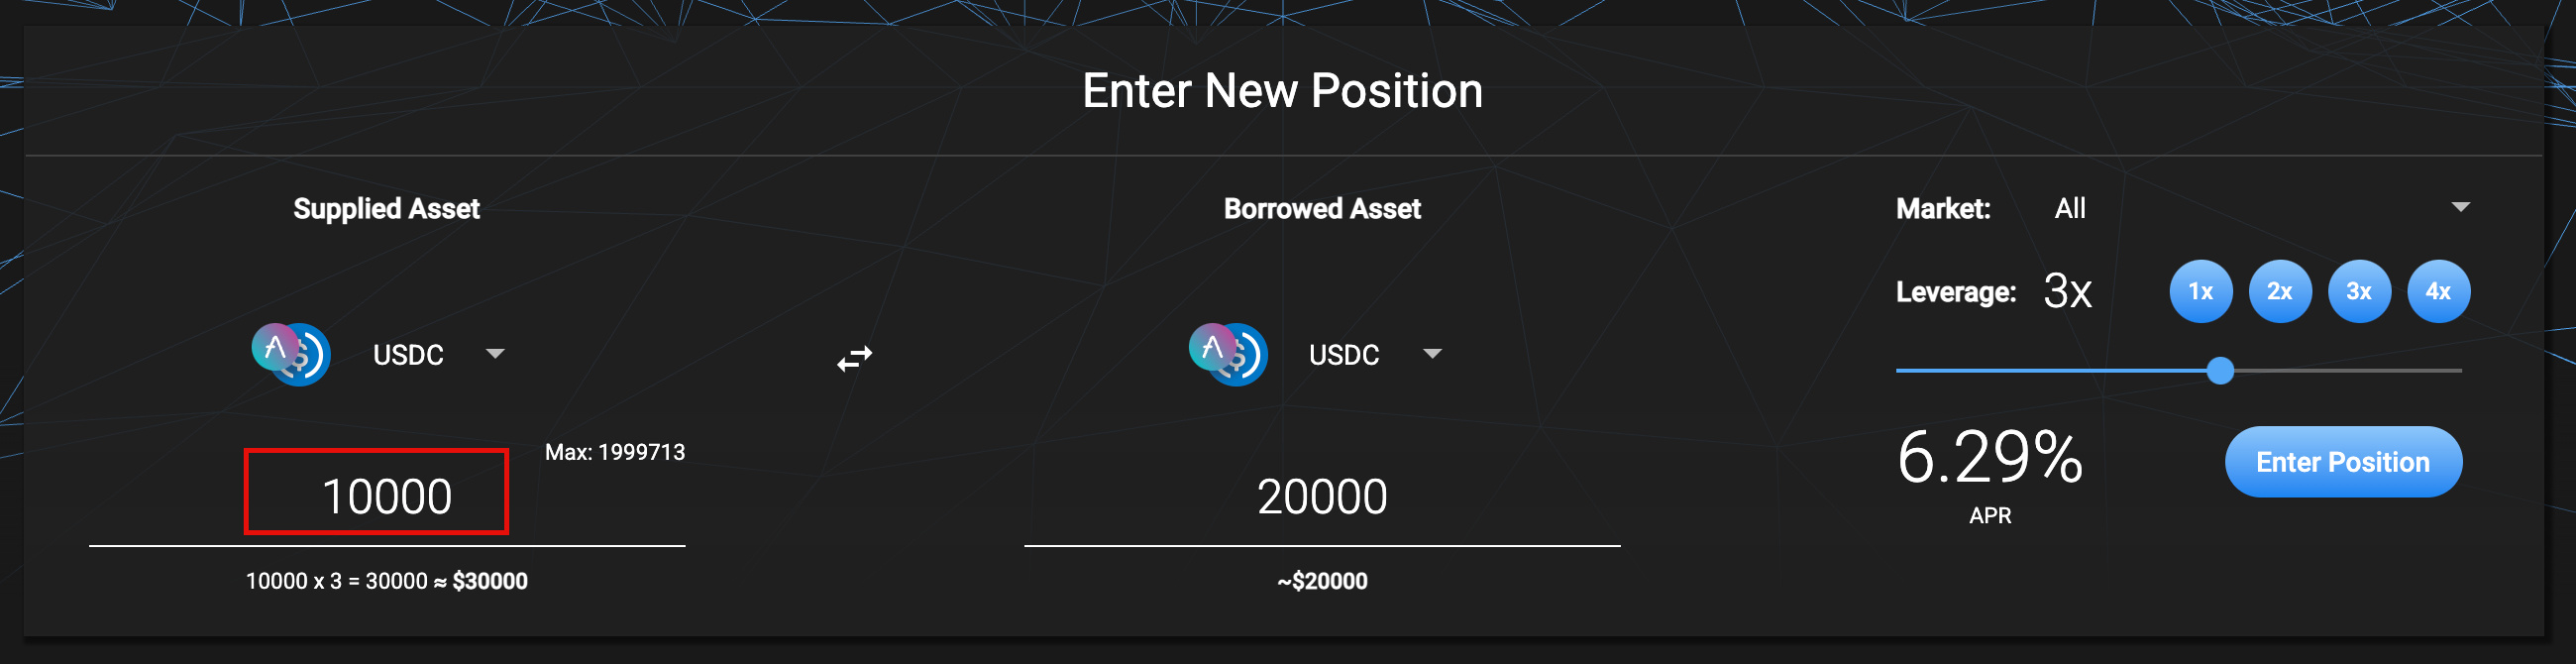 Enter New Position
Supplied Asset
USDC
Max: 1999713
10000
10000 x 3 = 30000 ≈ $30000
Borrowed Asset
USDC
20000
~$20000
Market: All
Leverage: 3x 1x 2x 3x 4x
6.29%
APR
Enter Position